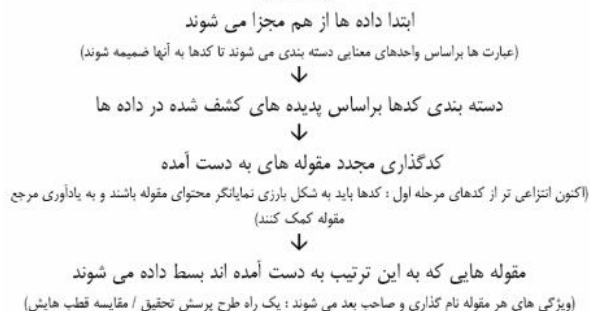 ابتدا داده ها از هم مجزا می شوند
(عبارت ها براساس واحدهای معنایی دسته بندی می شوند تا کدها به آنها ضمیمه شوند)
↓
دسته بندی کدها براساس پدیده های کشف شده در داده ها
↓
کدگذاری مجدد مقوله های به دست آمده
(اکنون انتزاعی تر از کدهای مرحله اول ؛ کدها باید به شکل بارزی نمایانگر محتوای مقوله باشند و به یادآوری مرجع
مقوله کمک کنند)
↓
مقوله هایی که به این ترتیب به دست آمده اند بسط داده می شوند
(ویژگی های هر مقوله نام گذاری و صاحب بعد می شوند ؛ یک راه طرح پرسش تحقیق / مقایسه قطب هایش)